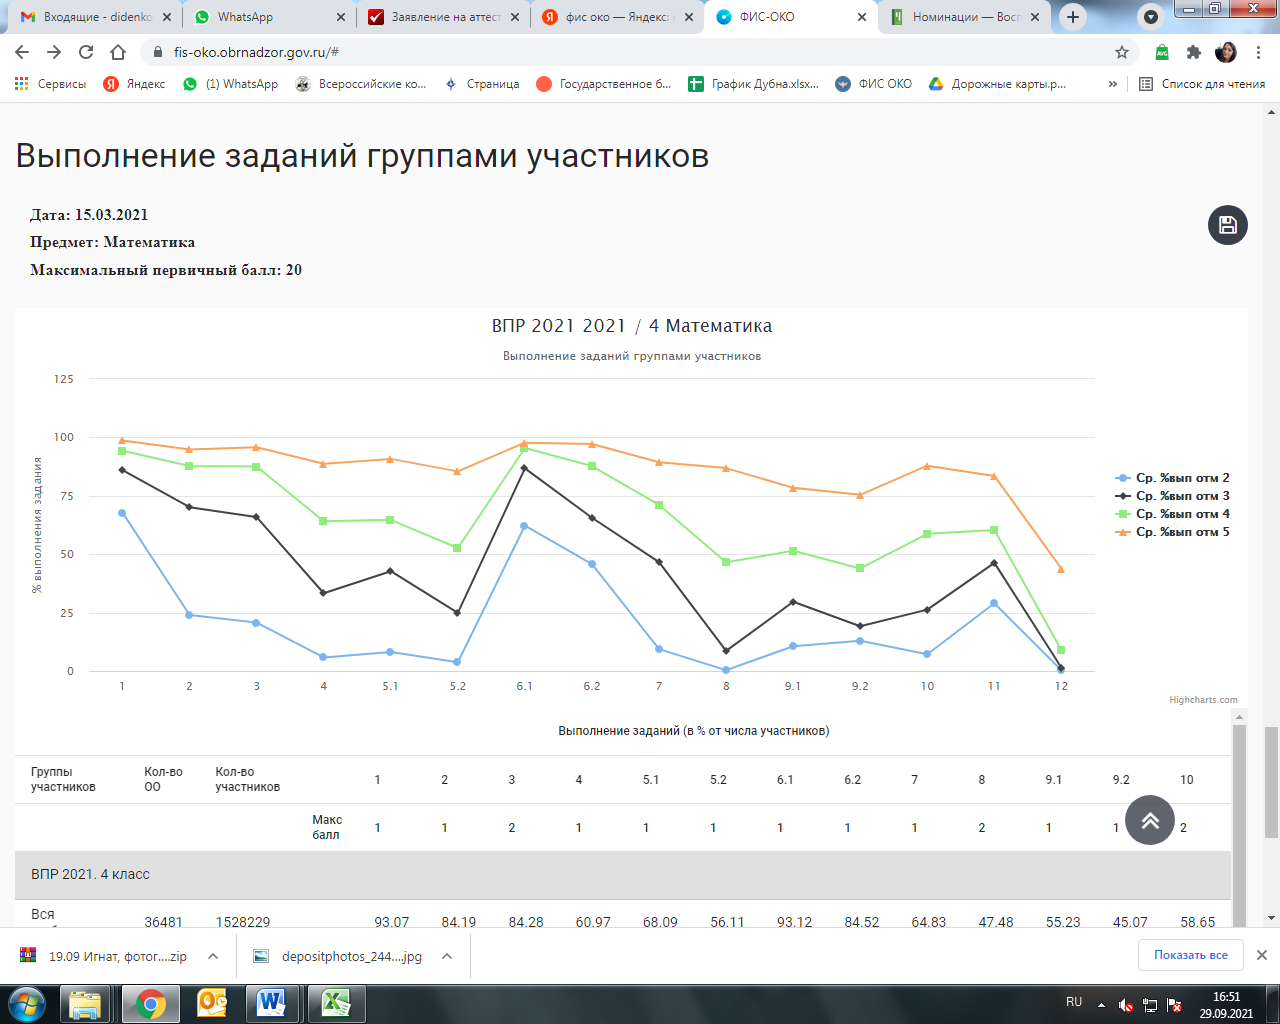 Входящие - didenko
WhatsApp
Заявление на аттест
фис око — Яндекс:
ФИС-ОКО
Номинации — Восп
fis-oko.obrnadzor.gov.ru/#
Сервисы
Яндекс
(1) WhatsApp
Всероссийские ко...
Страница
Государственное б...
График Дубна.xlsx...
ФИС ОКО
Дорожные карты.р...
»
Список для чтения
Выполнение заданий группами участников
Дата: 15.03.2021
Предмет: Математика
Максимальный первичный балл: 20
ВПР 2021 2021 / 4 Математика
Выполнение заданий группами участников
125
100
75
50
25
0
% выполнения задания
1 2 3 4 5.1 5.2 6.1 6.2 7 8 9.1 9.2 10 11 12
Ср. %вып отм 2
Ср. %вып отм 3
Ср. %вып отм 4
Ср. %вып отм 5
Highcharts.com
Выполнение заданий (в % от числа участников)
Группы участников Кол-во ОО Кол-во участников 1 2 3 4 5.1 5.2 6.1 6.2 7 8 9.1 9.2 10
Макс балл 1 1 2 1 1 1 1 1 1 2 1 1 2
ВПР 2021. 4 класс
Вся
36481 1528229 93.07 84.19 84.28 60.97 68.09 56.11 93.12 84.52 64.83 47.48 55.23 45.07 58.65
19.09 Игнат, фотог....zip
depositphotos_244....jpg
Показать все
RU
16:51
29.09.2021